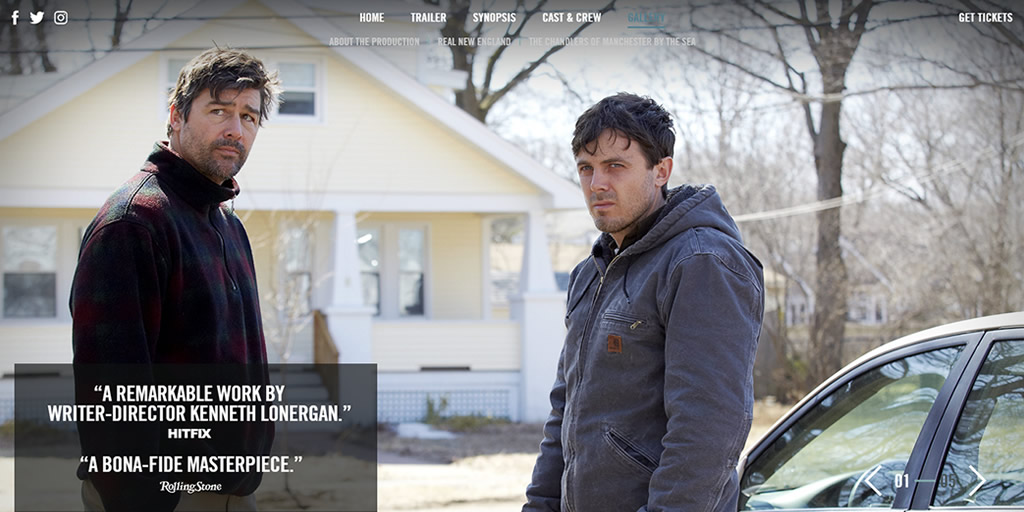 HOME TRAILER SYNOPSIS CAST & CREW GALLERY GET TICKETS
ABOUT THE PRODUCTION REAL NEW ENGLAND THE CHANDLERS OF MANCHESTER BY THE SEA
“A REMARKABLE WORK BY
WRITER-DIRECTOR KENNETH LONERGAN.”
HITFIX
“A BONA-FIDE MASTERPIECE.”
RollingStone
01 05